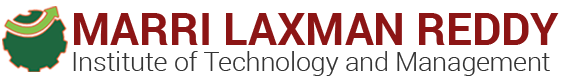 MARRI LAXMAN REDDY
Institute of Technology and Management